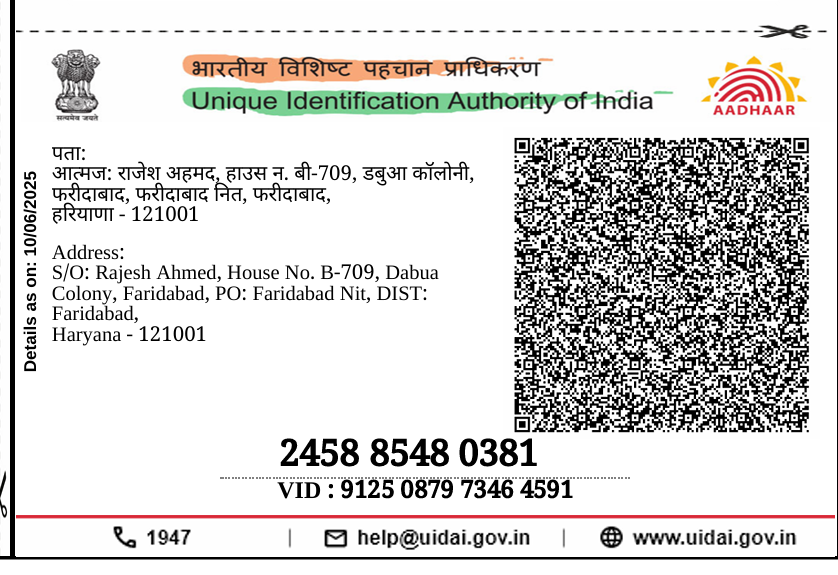 सत्यमेव जयते
भारतीय विशिष्ट पहचान प्राधिकरण
Unique Identification Authority of India
AADHAAR
Details as on: 10/06/2025
पता:
आत्मज: राजेश अहमद, हाउस न. बी-709, डबुआ कॉलोनी,
फरीदाबाद, फरीदाबाद नित, फरीदाबाद,
हरियाणा - 121001
Address:
S/O: Rajesh Ahmed, House No. B-709, Dabua
Colony, Faridabad, PO: Faridabad Nit, DIST:
Faridabad,
Haryana - 121001
2458 8548 0381
VID : 9125 0879 7346 4591
1947 | help@uidai.gov.in | www.uidai.gov.in